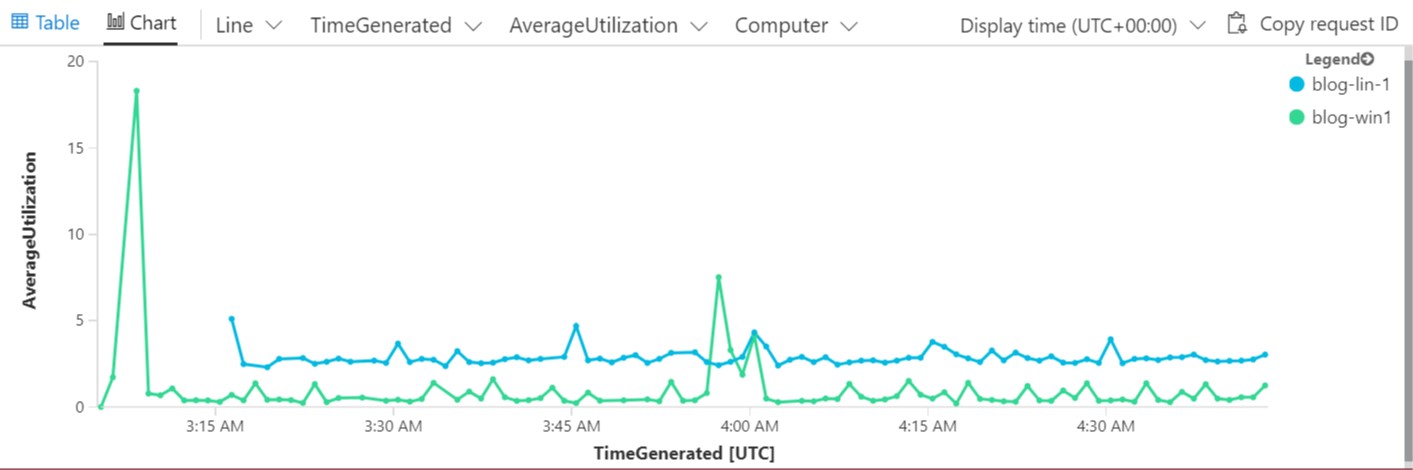 Table Chart Line TimeGenerated AverageUtilization Computer Display time (UTC+00:00) Copy request ID
Legend
blog-lin-1
blog-win1
AverageUtilization
20
15
10
5
0
3:15 AM 3:30 AM 3:45 AM 4:00 AM 4:15 AM 4:30 AM
TimeGenerated [UTC]